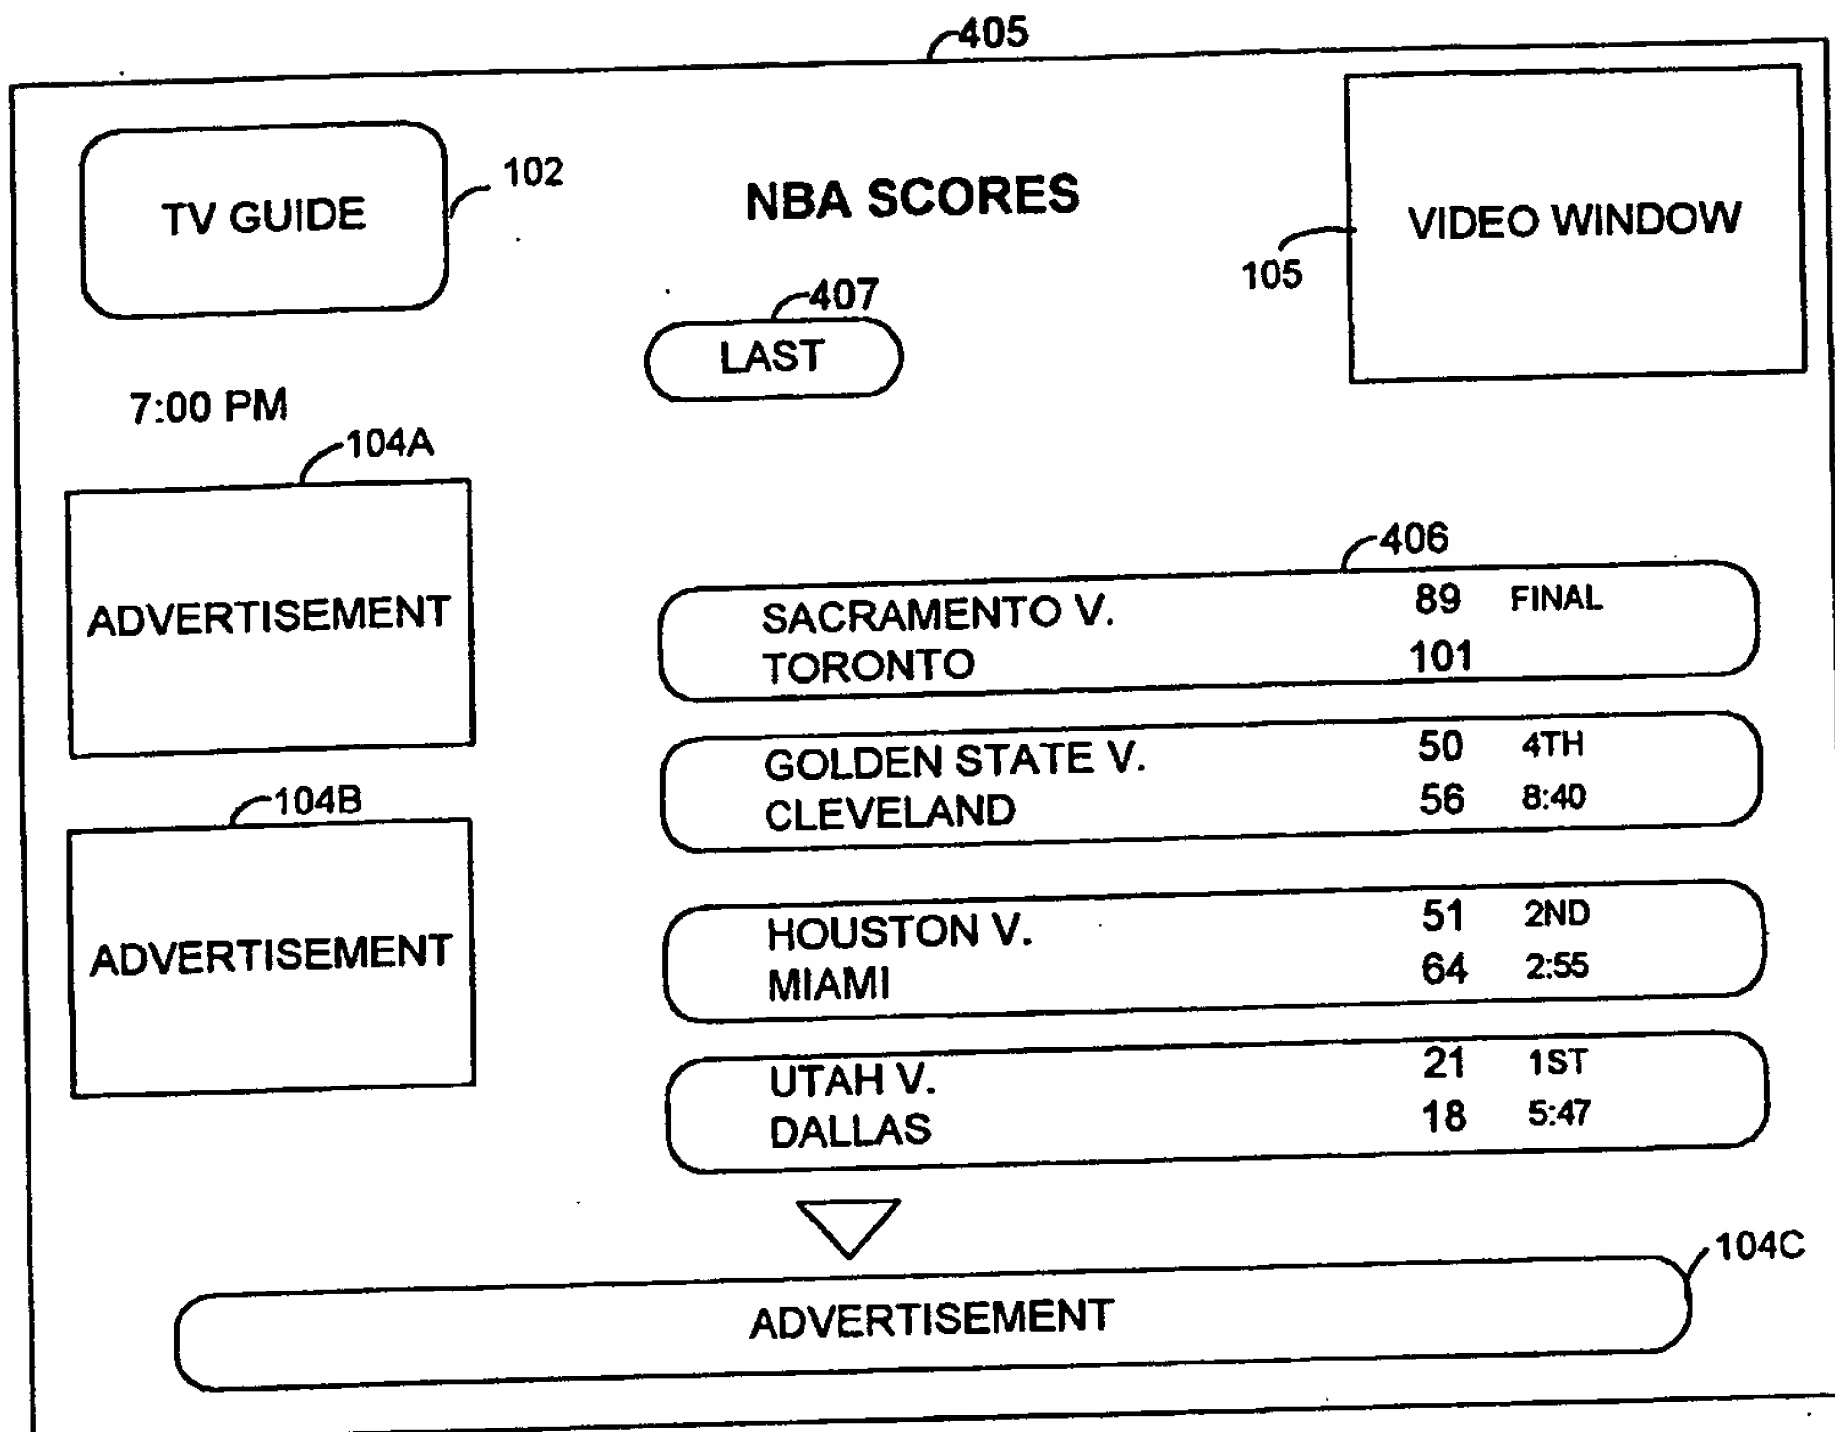 405
TV GUIDE
102
NBA SCORES
VIDEO WINDOW
105
407
LAST
7:00 PM
104A
ADVERTISEMENT
104B
ADVERTISEMENT
406
SACRAMENTO V. 89 FINAL
TORONTO 101
GOLDEN STATE V. 50 4TH
CLEVELAND 56 8:40
HOUSTON V. 51 2ND
MIAMI 64 2:55
UTAH V. 21 1ST
DALLAS 18 5:47
104C
ADVERTISEMENT